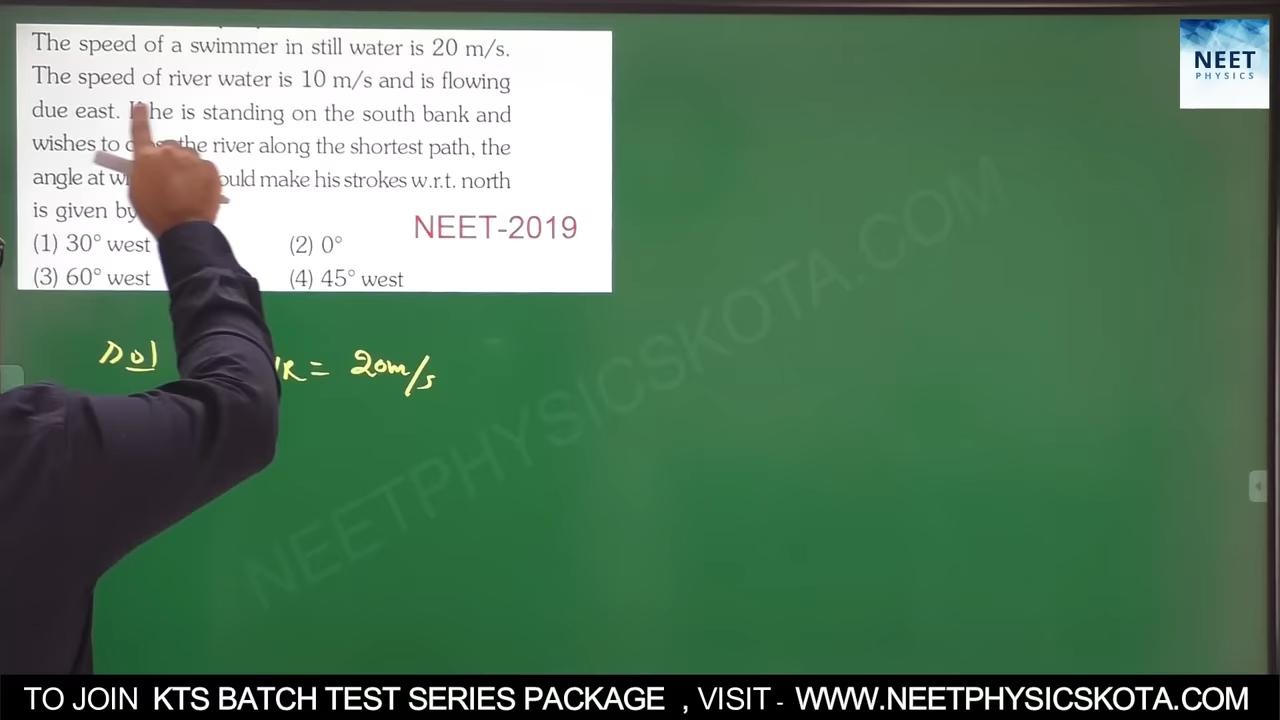 The speed of a swimmer in still water is 20 m/s.
The speed of river water is 10 m/s and is flowing
due east. he is standing on the south bank and
wishes to the river along the shortest path, the
angle at make his strokes w.r.t. north
is given by
NEET-2019
(1) 30° west (2) 0°
(3) 60° west (4) 45° west
NEET
PHYSICS
= 20m/s
NEETPHYSICSKOTA.COM
TO JOIN KTS BATCH TEST SERIES PACKAGE , VISIT - WWW.NEETPHYSICSKOTA.COM